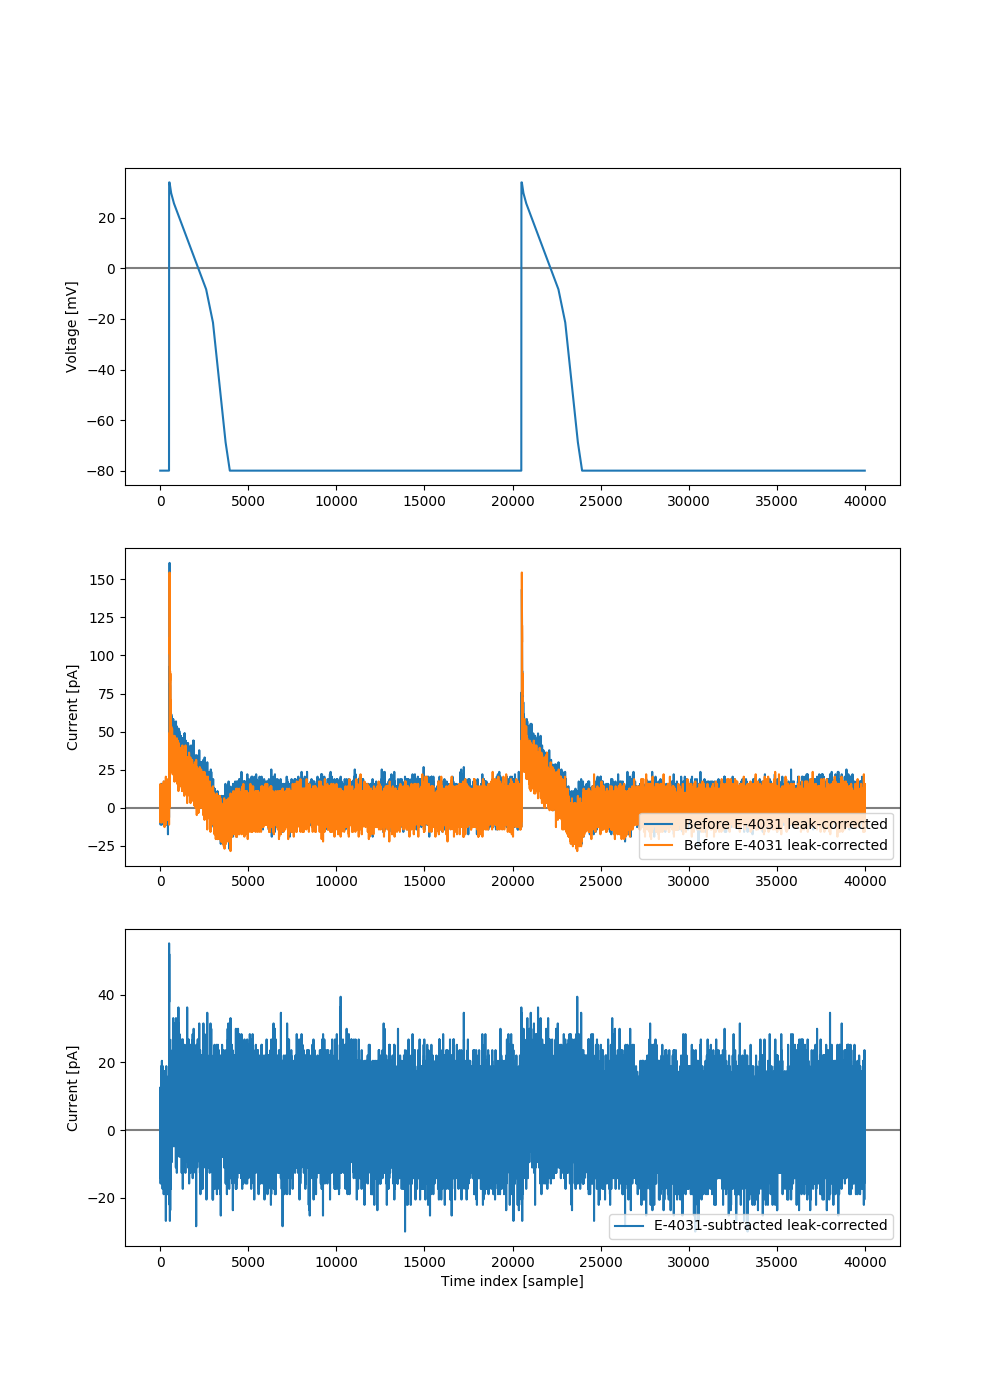 20
0
−20
−40
−60
−80
Voltage [mV]
0 5000 10000 15000 20000 25000 30000 35000 40000
150
125
100
75
50
25
0
−25
Current [pA]
Before E-4031 leak-corrected
Before E-4031 leak-corrected
0 5000 10000 15000 20000 25000 30000 35000 40000
40
20
0
−20
Current [pA]
E-4031-subtracted leak-corrected
0 5000 10000 15000 20000 25000 30000 35000 40000
Time index [sample]